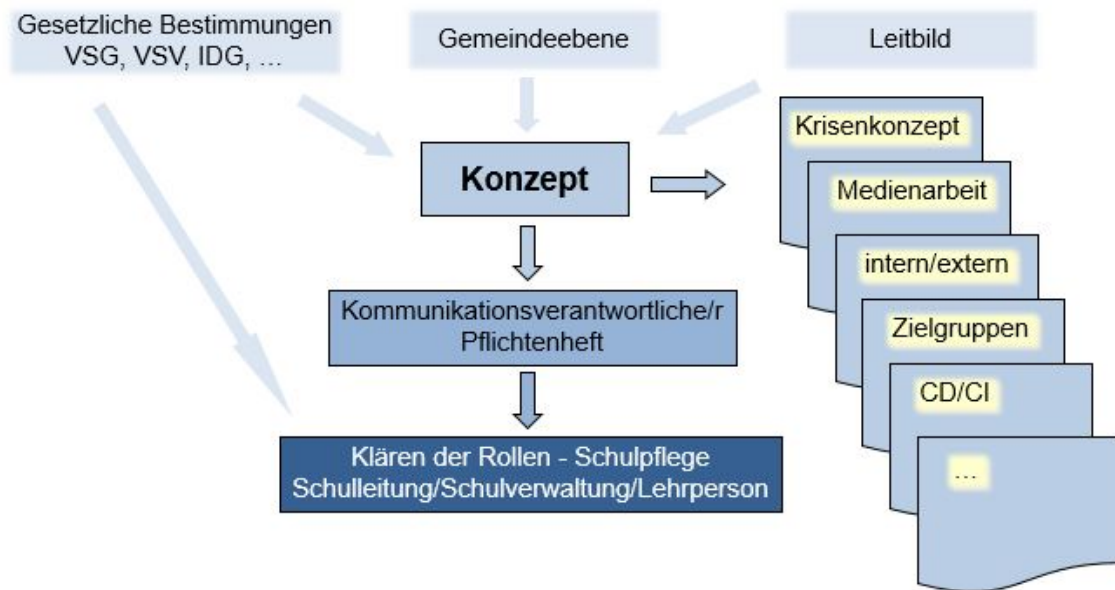 Gesetzliche Bestimmungen
VSG, VSV, IDG, ...
Gemeindeebene
Leitbild
Konzept
Kommunikationsverantwortliche/r
Pflichtenheft
Klären der Rollen - Schulpflege
Schulleitung/Schulverwaltung/Lehrperson
Krisenkonzept
Medienarbeit
intern/extern
Zielgruppen
CD/CI
...